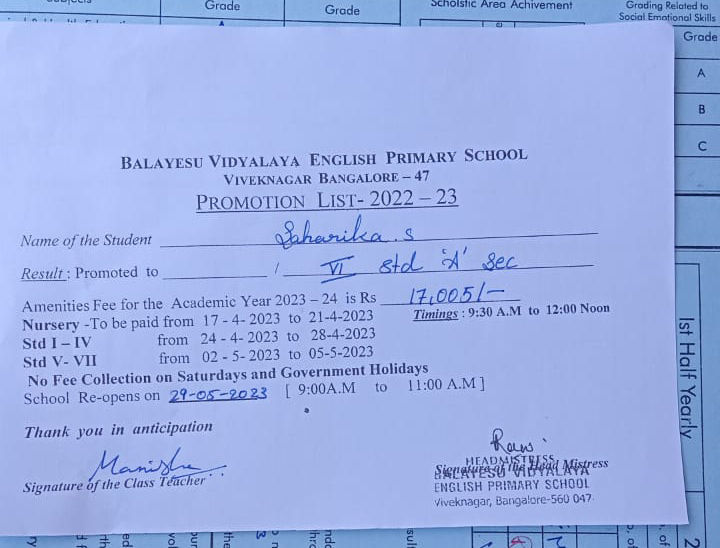 Grade
Grade
Scholstic Area Achivement
Grading Related to
Social Emotional Skills
Grade
A
B
C
BALAYESU VIDYALAYA ENGLISH PRIMARY SCHOOL
VIVEKNAGAR BANGALORE – 47
PROMOTION LIST- 2022 – 23
Name of the Student Saharika.S
Result : Promoted to / VI std 'A' Sec
Amenities Fee for the Academic Year 2023 – 24 is Rs 17,005/-
Nursery -To be paid from 17 - 4- 2023 to 21-4-2023 Timings : 9:30 A.M to 12:00 Noon
Std I – IV from 24 - 4- 2023 to 28-4-2023
Std V- VII from 02 - 5- 2023 to 05-5-2023
No Fee Collection on Saturdays and Government Holidays
School Re-opens on 29-05-2023 [ 9:00A.M to 11:00 A.M ]
Thank you in anticipation
Manisha
Signature of the Class Teacher
HEADMISTRESS
Signature of the Head Mistress
BALAYESU VIDYALAYA
ENGLISH PRIMARY SCHOOL
Viveknagar, Bangalore-560 047.
Ist Half Yearly